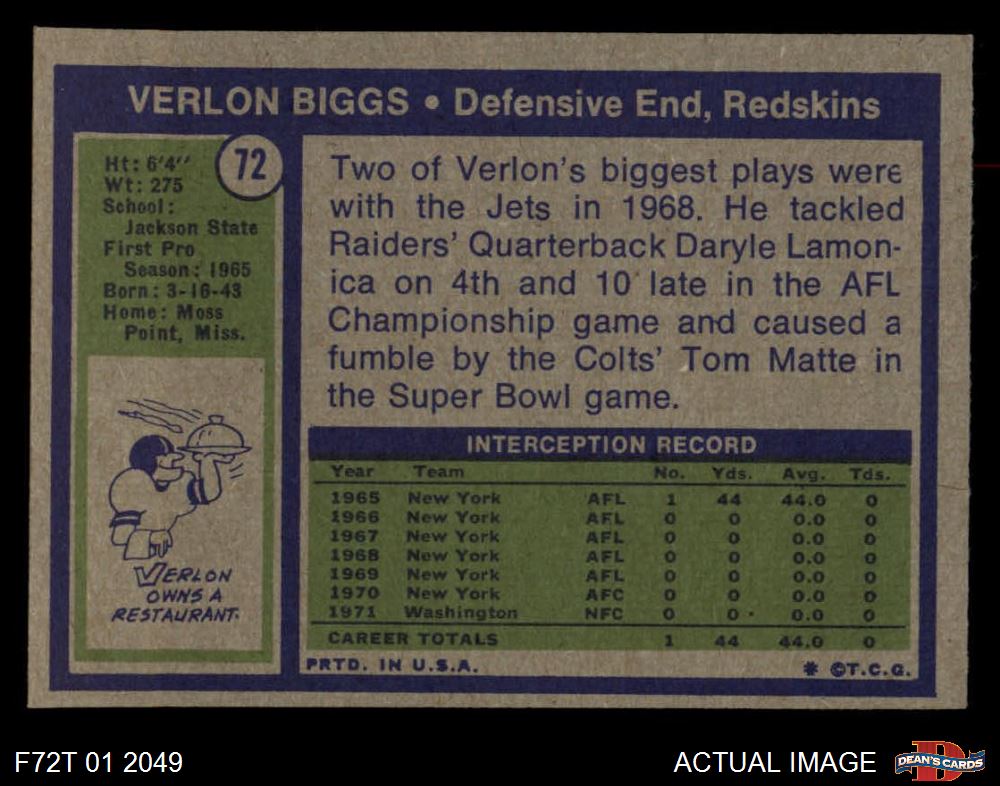 VERLON BIGGS • Defensive End, Redskins
72
Ht: 6'4"
Wt: 275
School:
Jackson State
First Pro
Season: 1965
Born: 3-16-43
Home: Moss
Point, Miss.
VERLON
OWNS A
RESTAURANT.
Two of Verlon's biggest plays were
with the Jets in 1968. He tackled
Raiders' Quarterback Daryle Lamon-
ica on 4th and 10 late in the AFL
Championship game and caused a
fumble by the Colts' Tom Matte in
the Super Bowl game.
INTERCEPTION RECORD
Year Team No. Yds. Avg. Tds.
1965 New York AFL 1 44 44.0 0
1966 New York AFL 0 0 0.0 0
1967 New York AFL 0 0 0.0 0
1968 New York AFL 0 0 0.0 0
1969 New York AFL 0 0 0.0 0
1970 New York AFC 0 0 0.0 0
1971 Washington NFC 0 0 0.0 0
CAREER TOTALS 1 44 44.0 0
PRTD. IN U.S.A. * ©T.C.G.
F72T 01 2049
ACTUAL IMAGE
D
DEAN'S CARDS